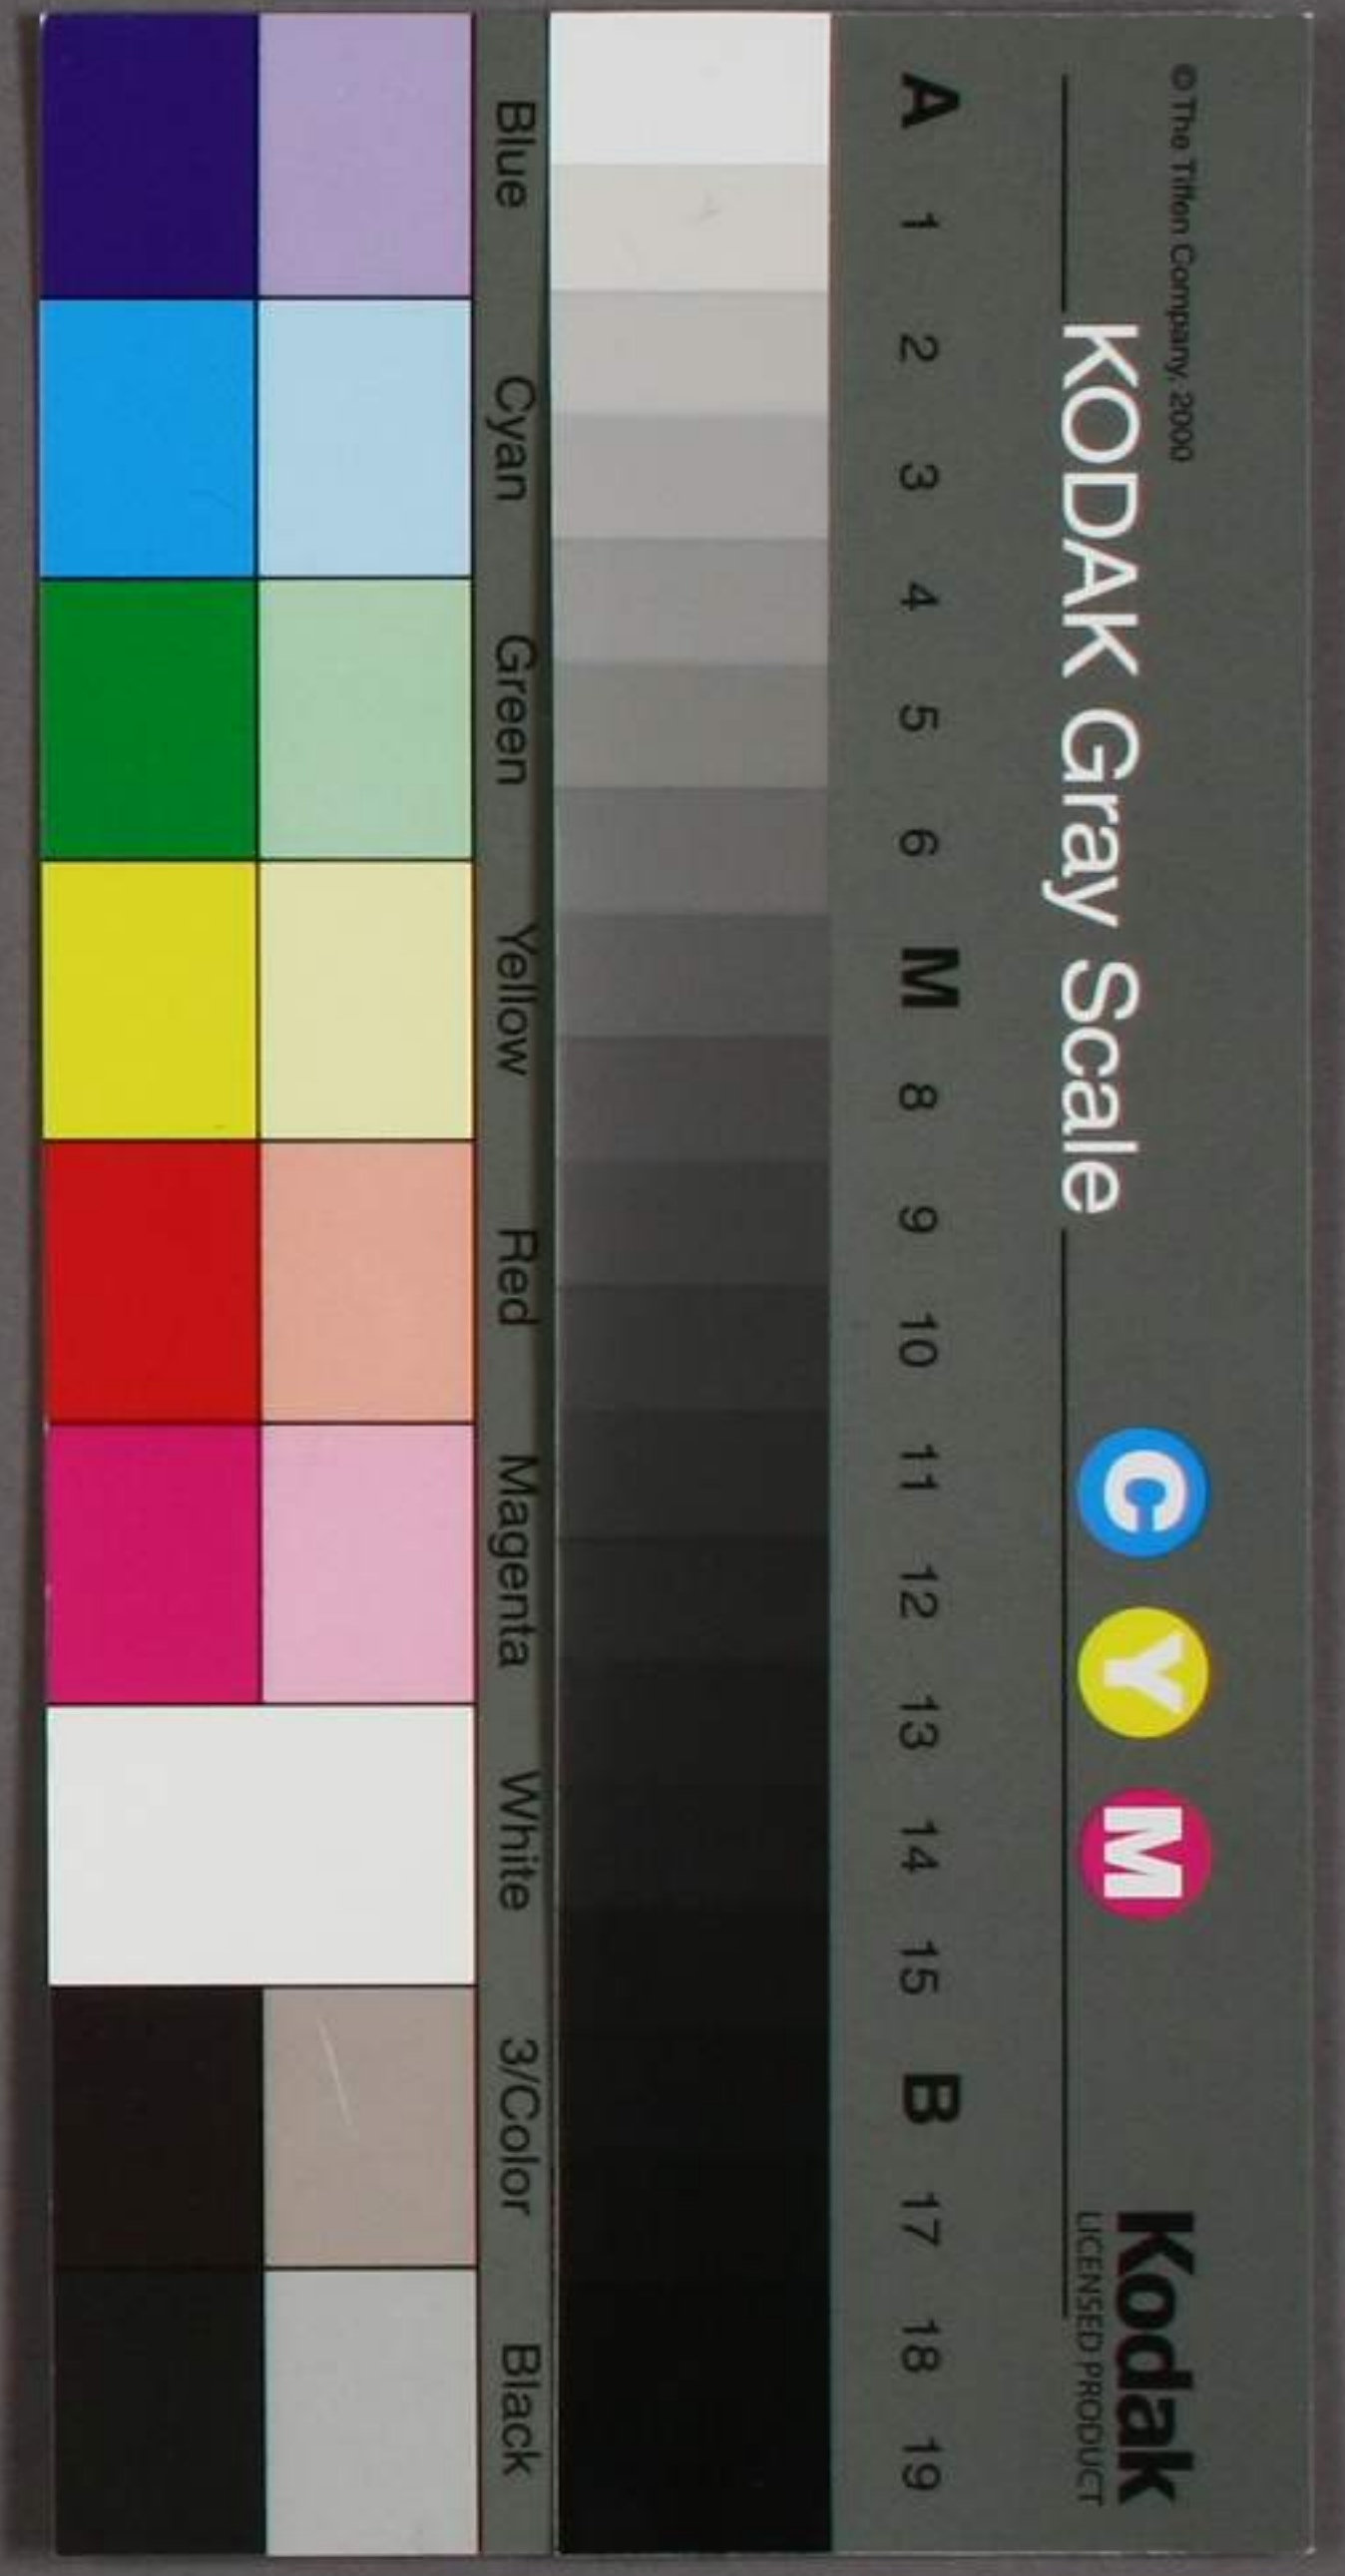 © The Tiffen Company, 2000
KODAK Gray Scale
C Y M
Kodak
LICENSED PRODUCT
A 1 2 3 4 5 6 M 8 9 10 11 12 13 14 15 B 17 18 19
Blue Cyan Green Yellow Red Magenta White 3/Color Black